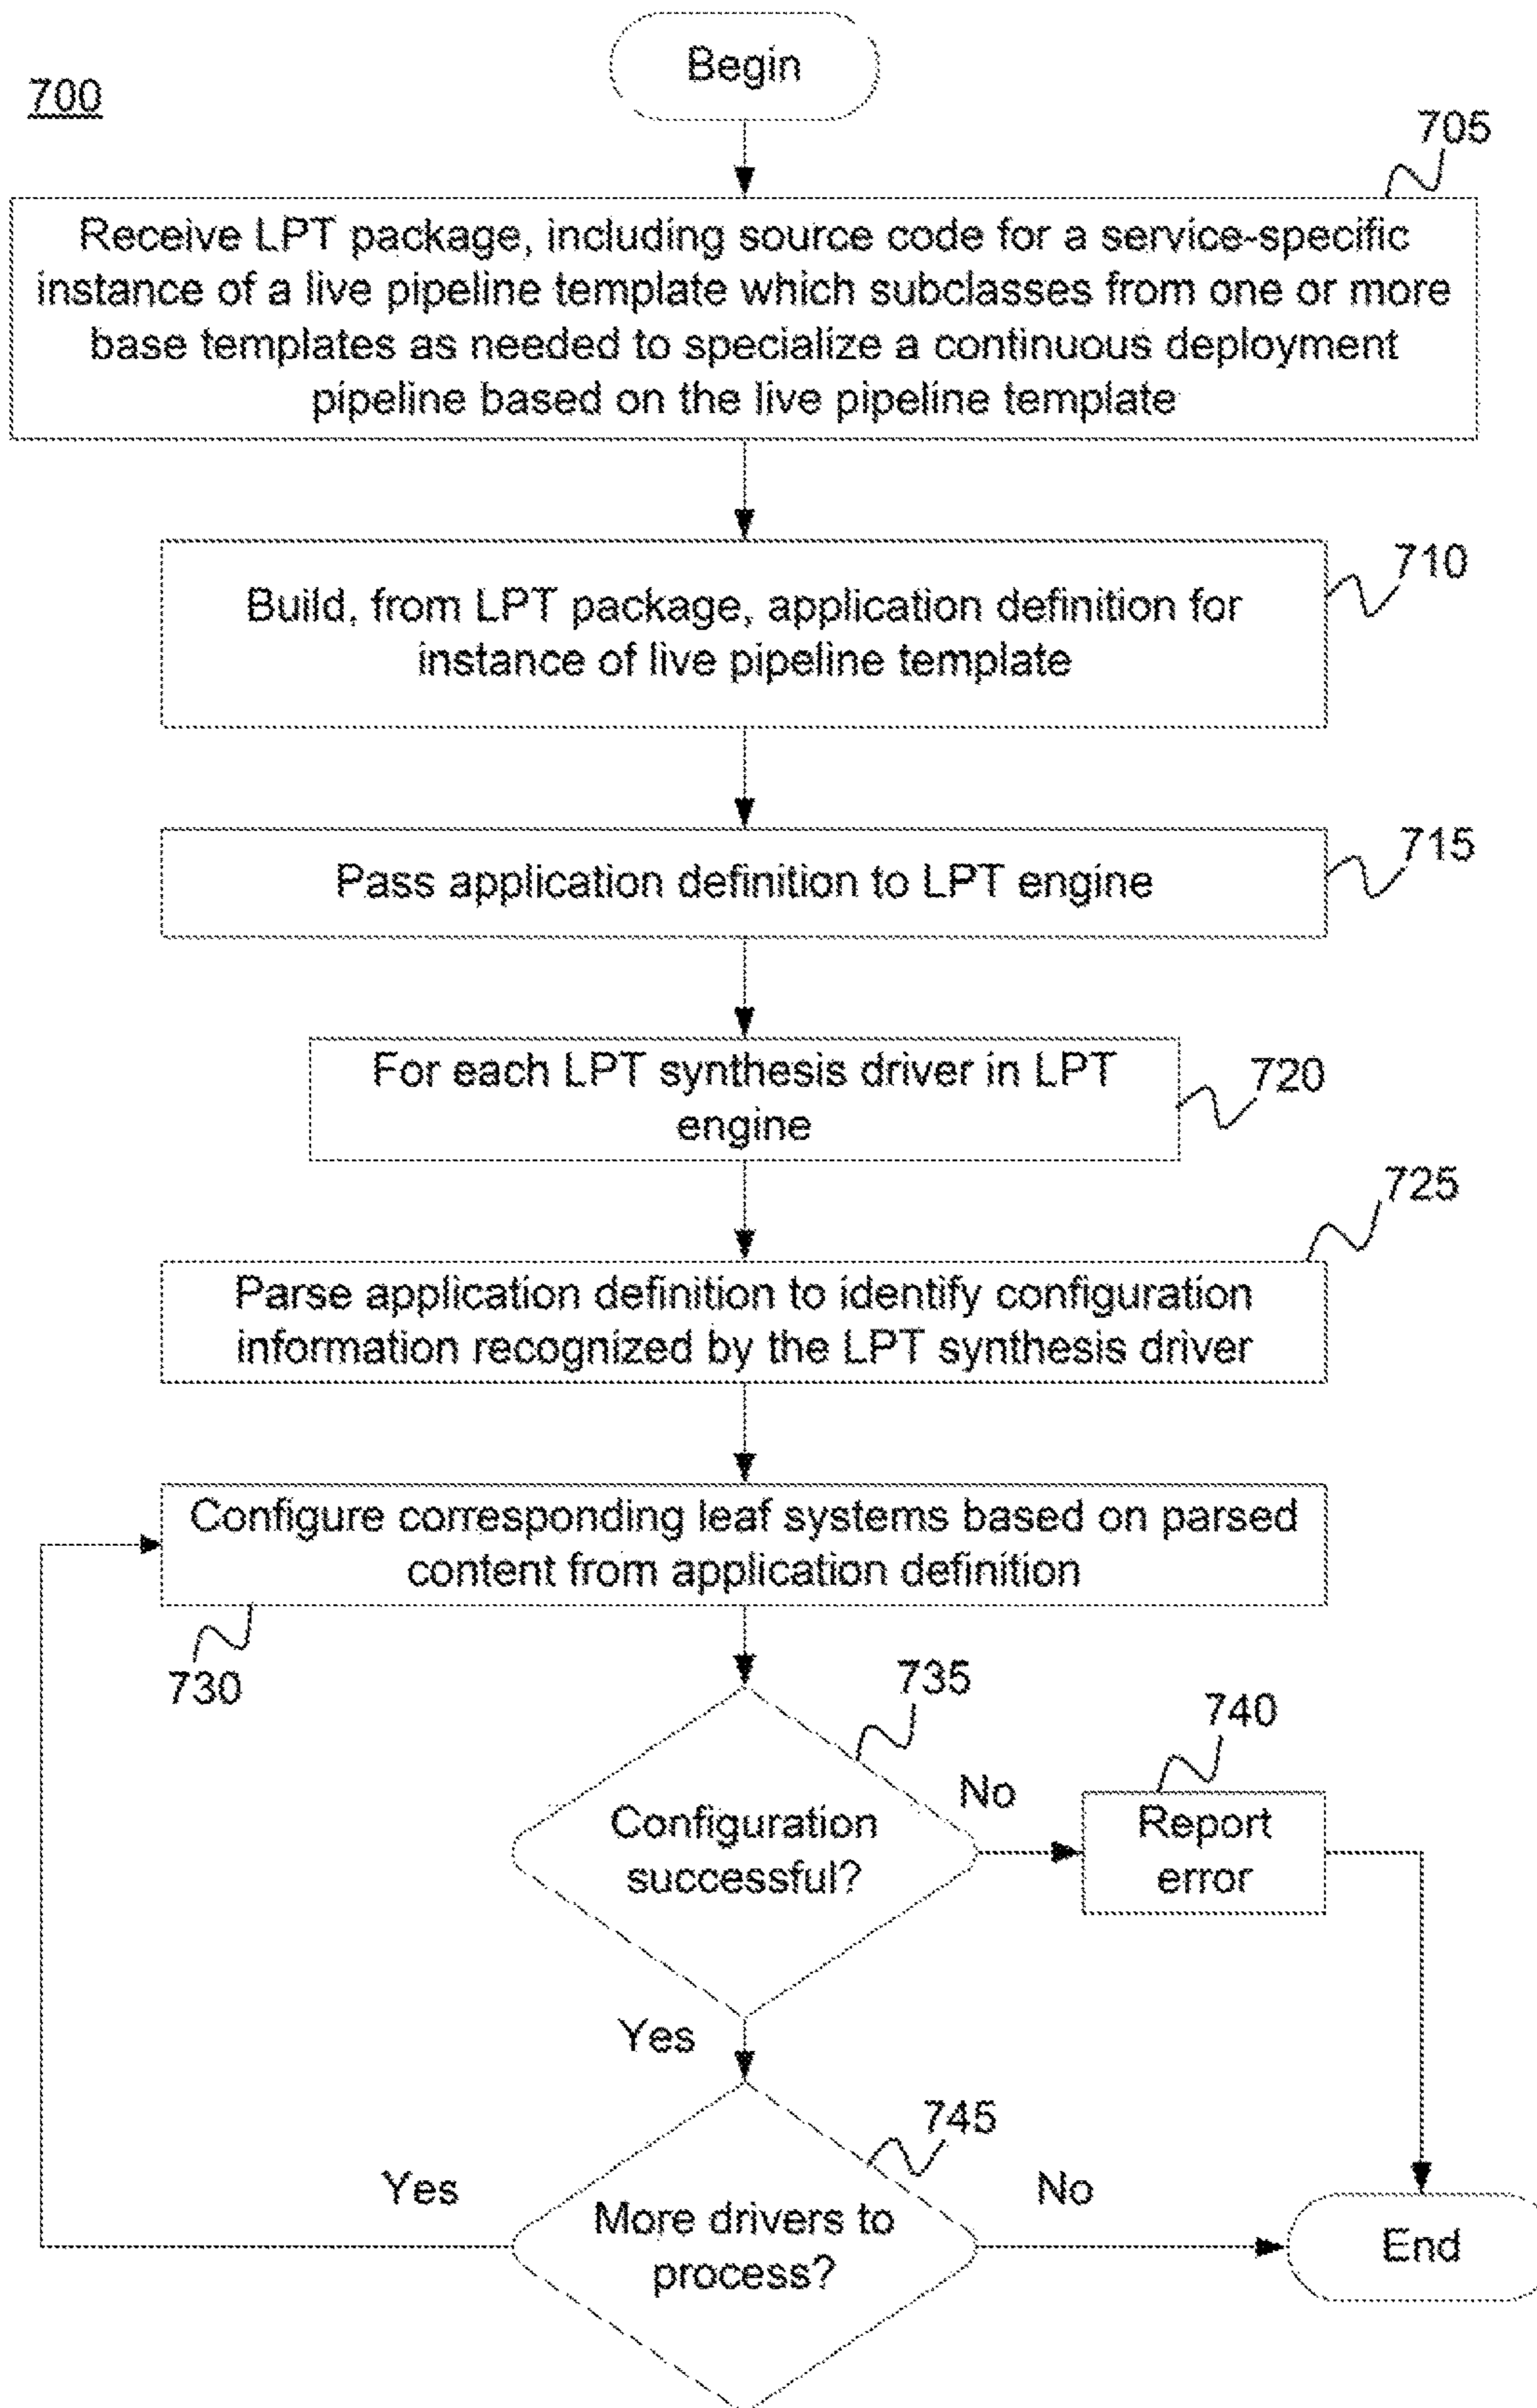 Begin
700
705
Receive LPT package, including source code for a service-specific
instance of a live pipeline template which subclasses from one or more
base templates as needed to specialize a continuous deployment
pipeline based on the live pipeline template
710
Build, from LPT package, application definition for
instance of live pipeline template
715
Pass application definition to LPT engine
For each LPT synthesis driver in LPT
engine
720
725
Parse application definition to identify configuration
information recognized by the LPT synthesis driver
Configure corresponding leaf systems based on parsed
content from application definition
730
735
740
Configuration
successful?
No
Report
error
Yes
745
Yes
More drivers to
process?
No
End